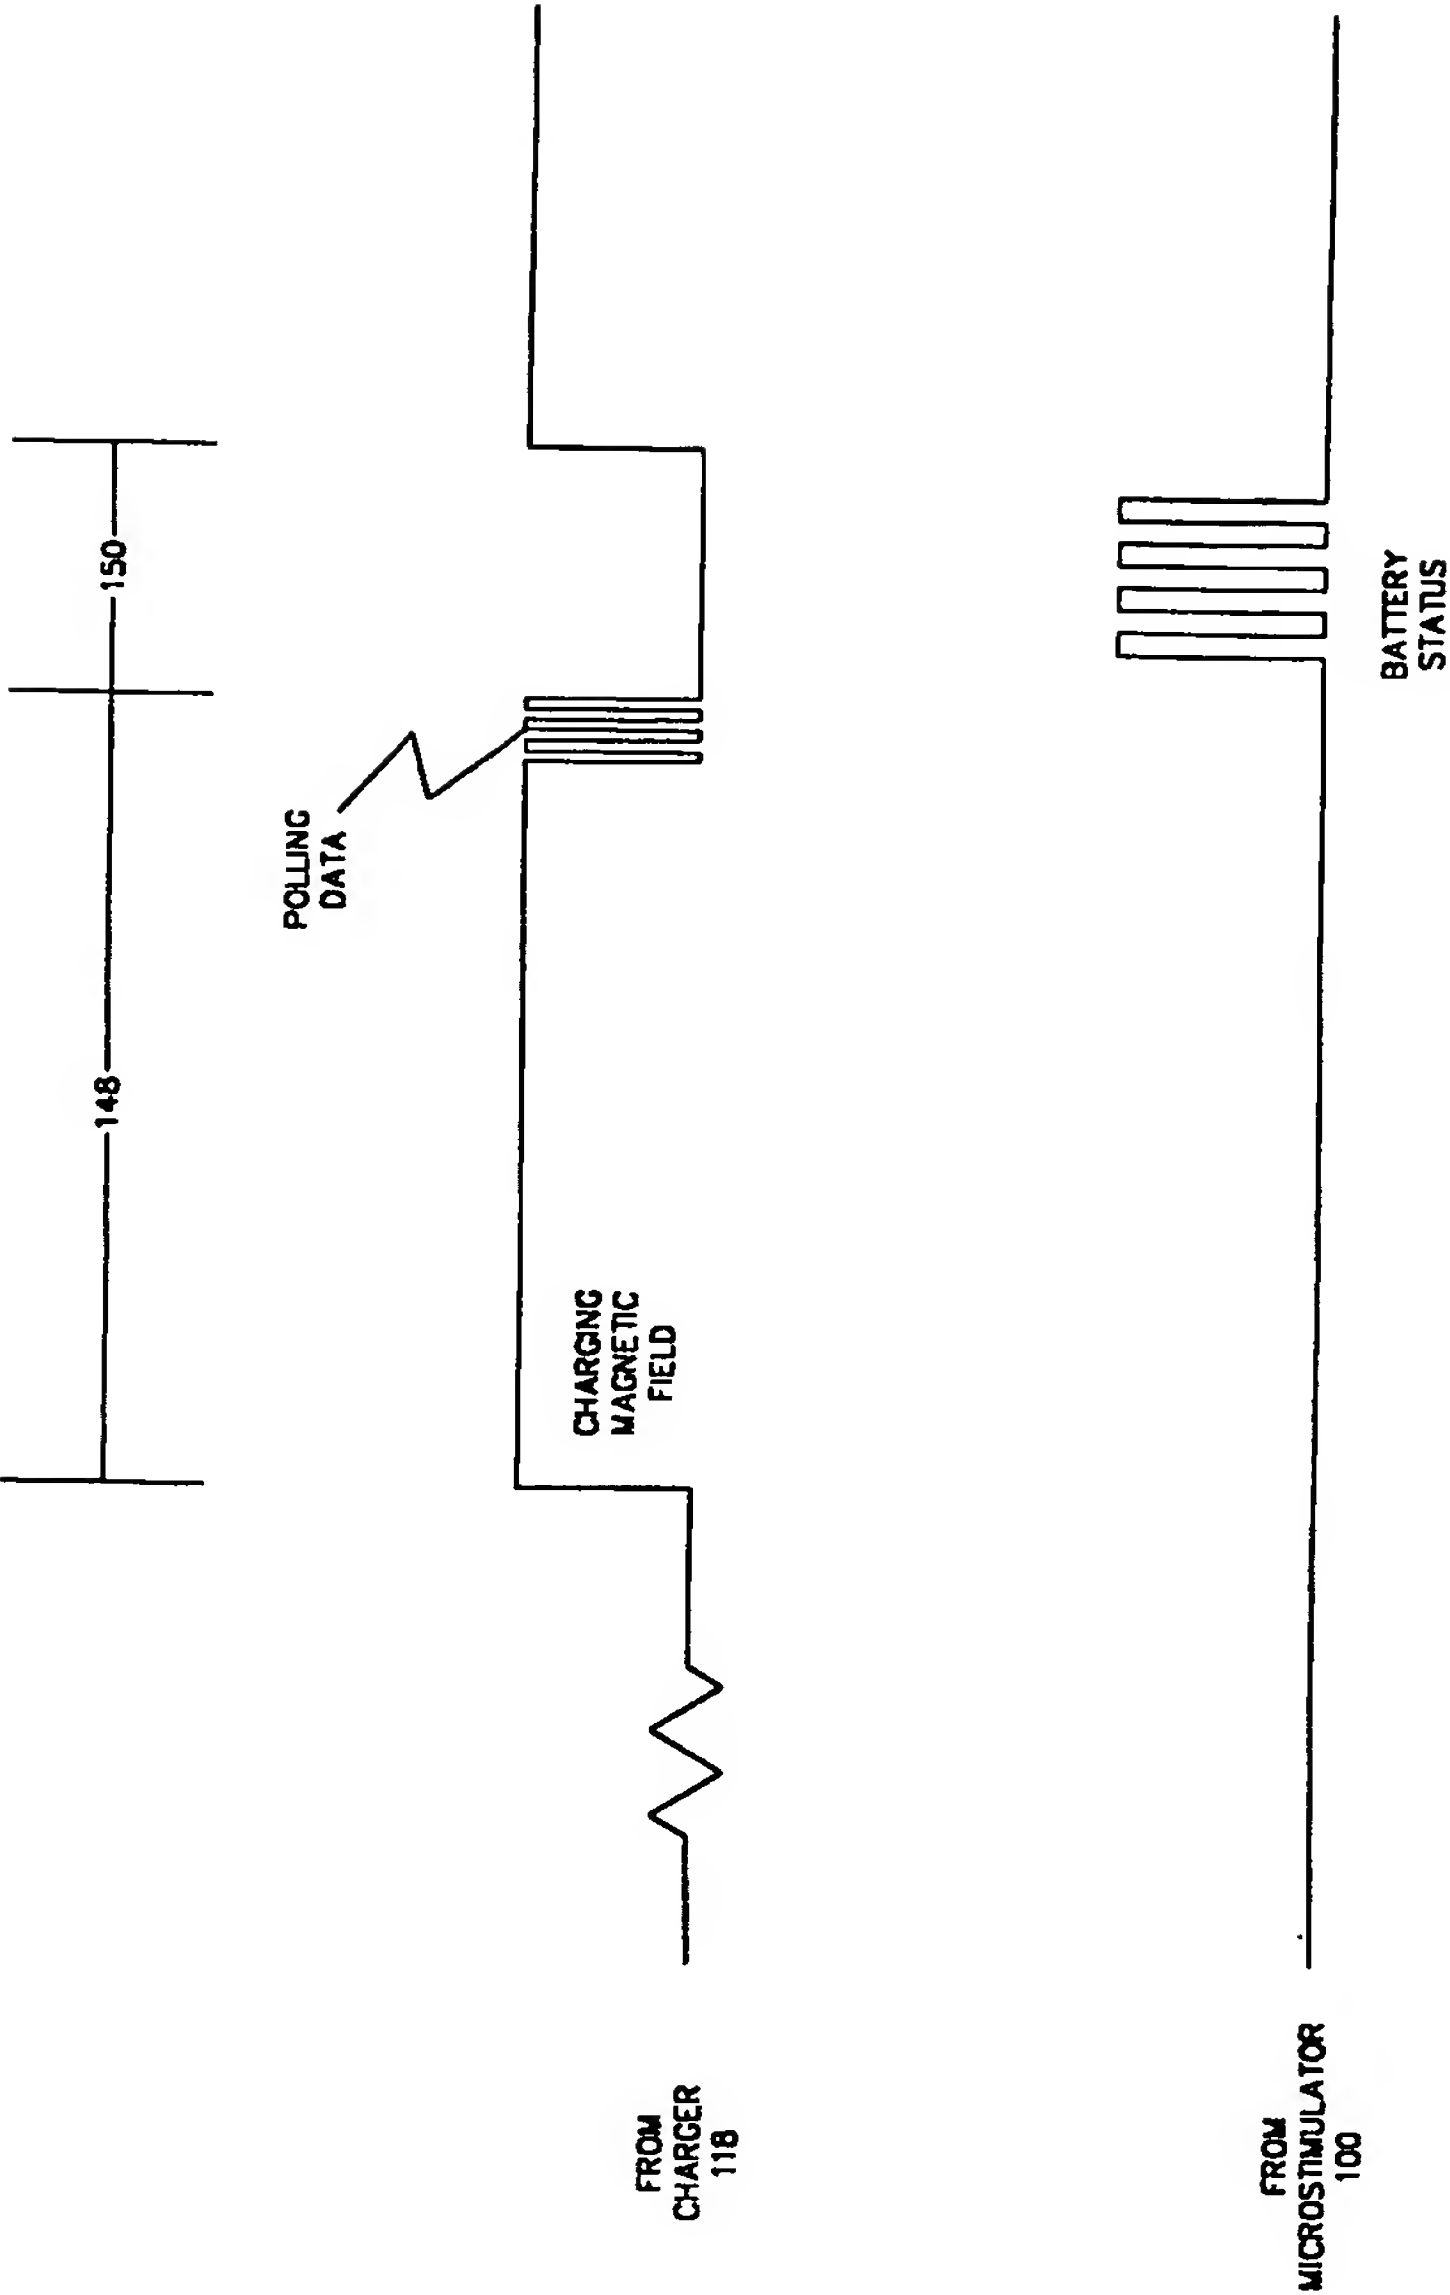 148
150
POLLING
DATA
CHARGING
MAGNETIC
FIELD
FROM
CHARGER
118
FROM
MICROSTIMULATOR
100
BATTERY
STATUS